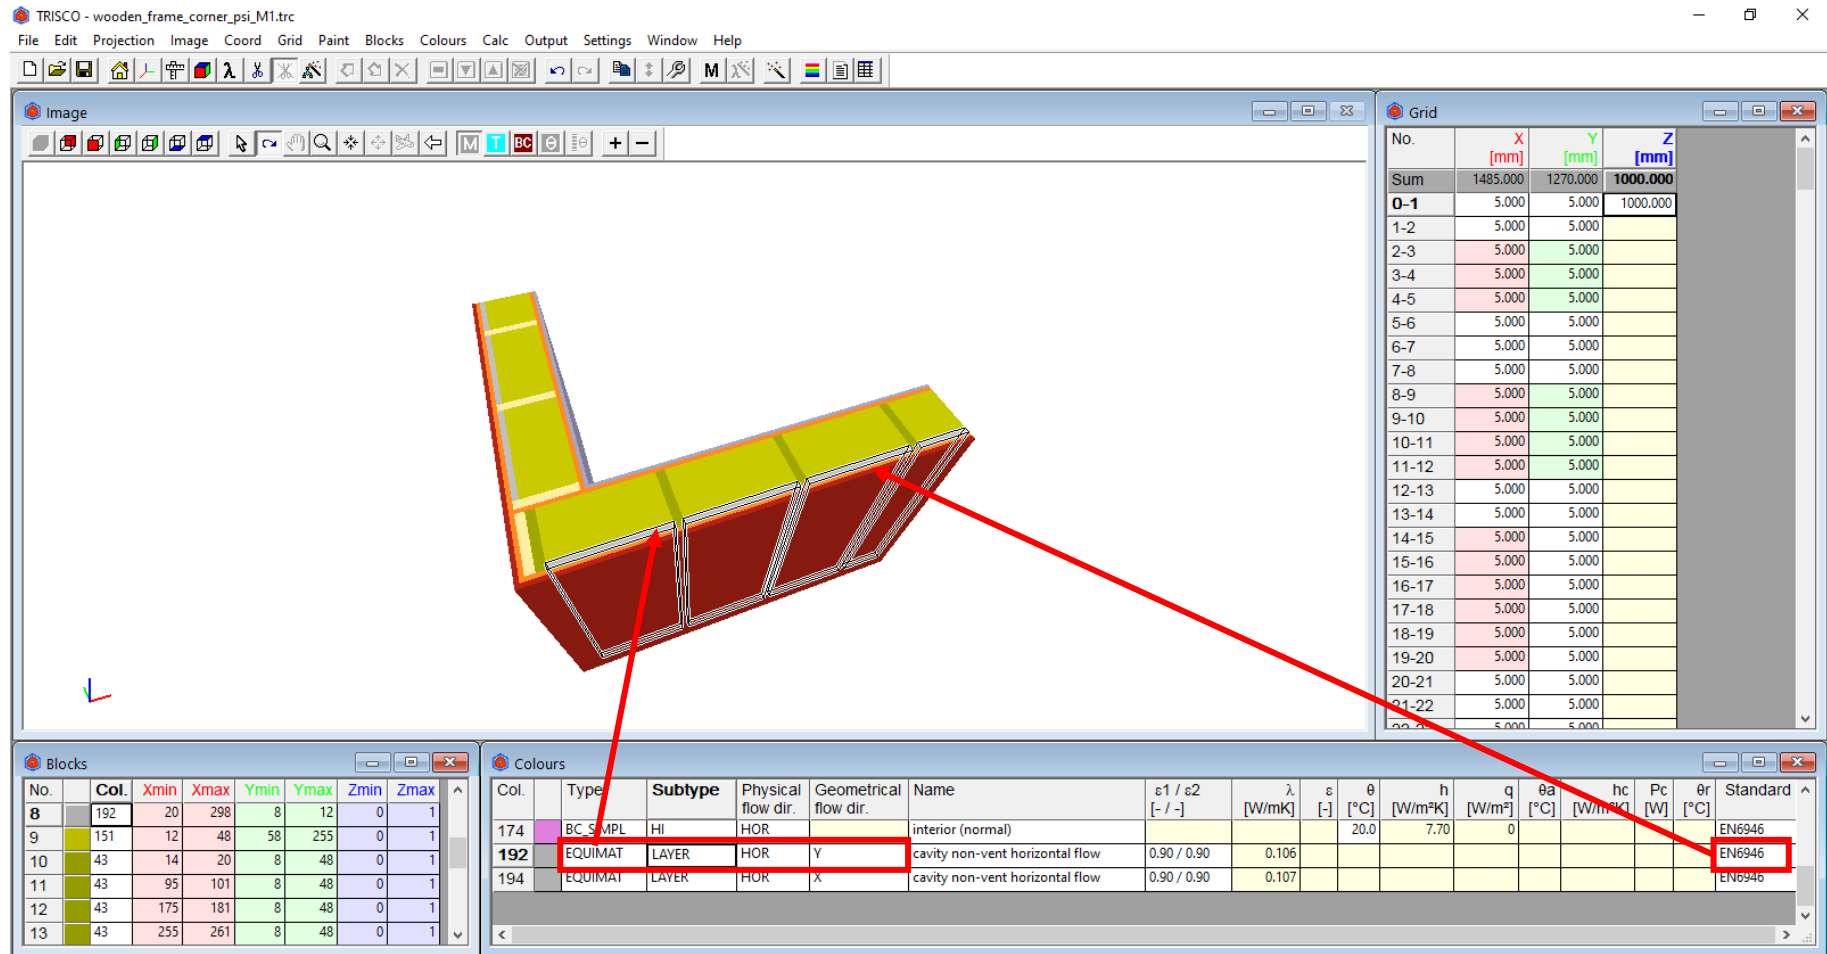 TRISCO - wooden_frame_corner_psi_M1.trc
File Edit Projection Image Coord Grid Paint Blocks Colours Calc Output Settings Window Help
λ M
Image
M T BC θ θ + −
Grid
No. X Y Z
[mm] [mm] [mm]
Sum 1485.000 1270.000 1000.000
0-1 5.000 5.000 1000.000
1-2 5.000 5.000
2-3 5.000 5.000
3-4 5.000 5.000
4-5 5.000 5.000
5-6 5.000 5.000
6-7 5.000 5.000
7-8 5.000 5.000
8-9 5.000 5.000
9-10 5.000 5.000
10-11 5.000 5.000
11-12 5.000 5.000
12-13 5.000 5.000
13-14 5.000 5.000
14-15 5.000 5.000
15-16 5.000 5.000
16-17 5.000 5.000
17-18 5.000 5.000
18-19 5.000 5.000
19-20 5.000 5.000
20-21 5.000 5.000
21-22 5.000 5.000
Blocks
No. Col. Xmin Xmax Ymin Ymax Zmin Zmax
8 192 20 298 8 12 0 1
9 151 12 48 58 255 0 1
10 43 14 20 8 48 0 1
11 43 95 101 8 48 0 1
12 43 175 181 8 48 0 1
13 43 255 261 8 48 0 1
Colours
Col. Type Subtype Physical Geometrical Name ε1 / ε2 λ ε θ h q θa hc Pc θr Standard
flow dir. flow dir. [- / -] [W/mK] [-] [°C] [W/m²K] [W/m²] [°C] [W/m²K] [W] [°C]
174 BC_SIMPL HI HOR interior (normal) 20.0 7.70 0 EN6946
192 EQUIMAT LAYER HOR Y cavity non-vent horizontal flow 0.90 / 0.90 0.106 EN6946
194 EQUIMAT LAYER HOR X cavity non-vent horizontal flow 0.90 / 0.90 0.107 EN6946